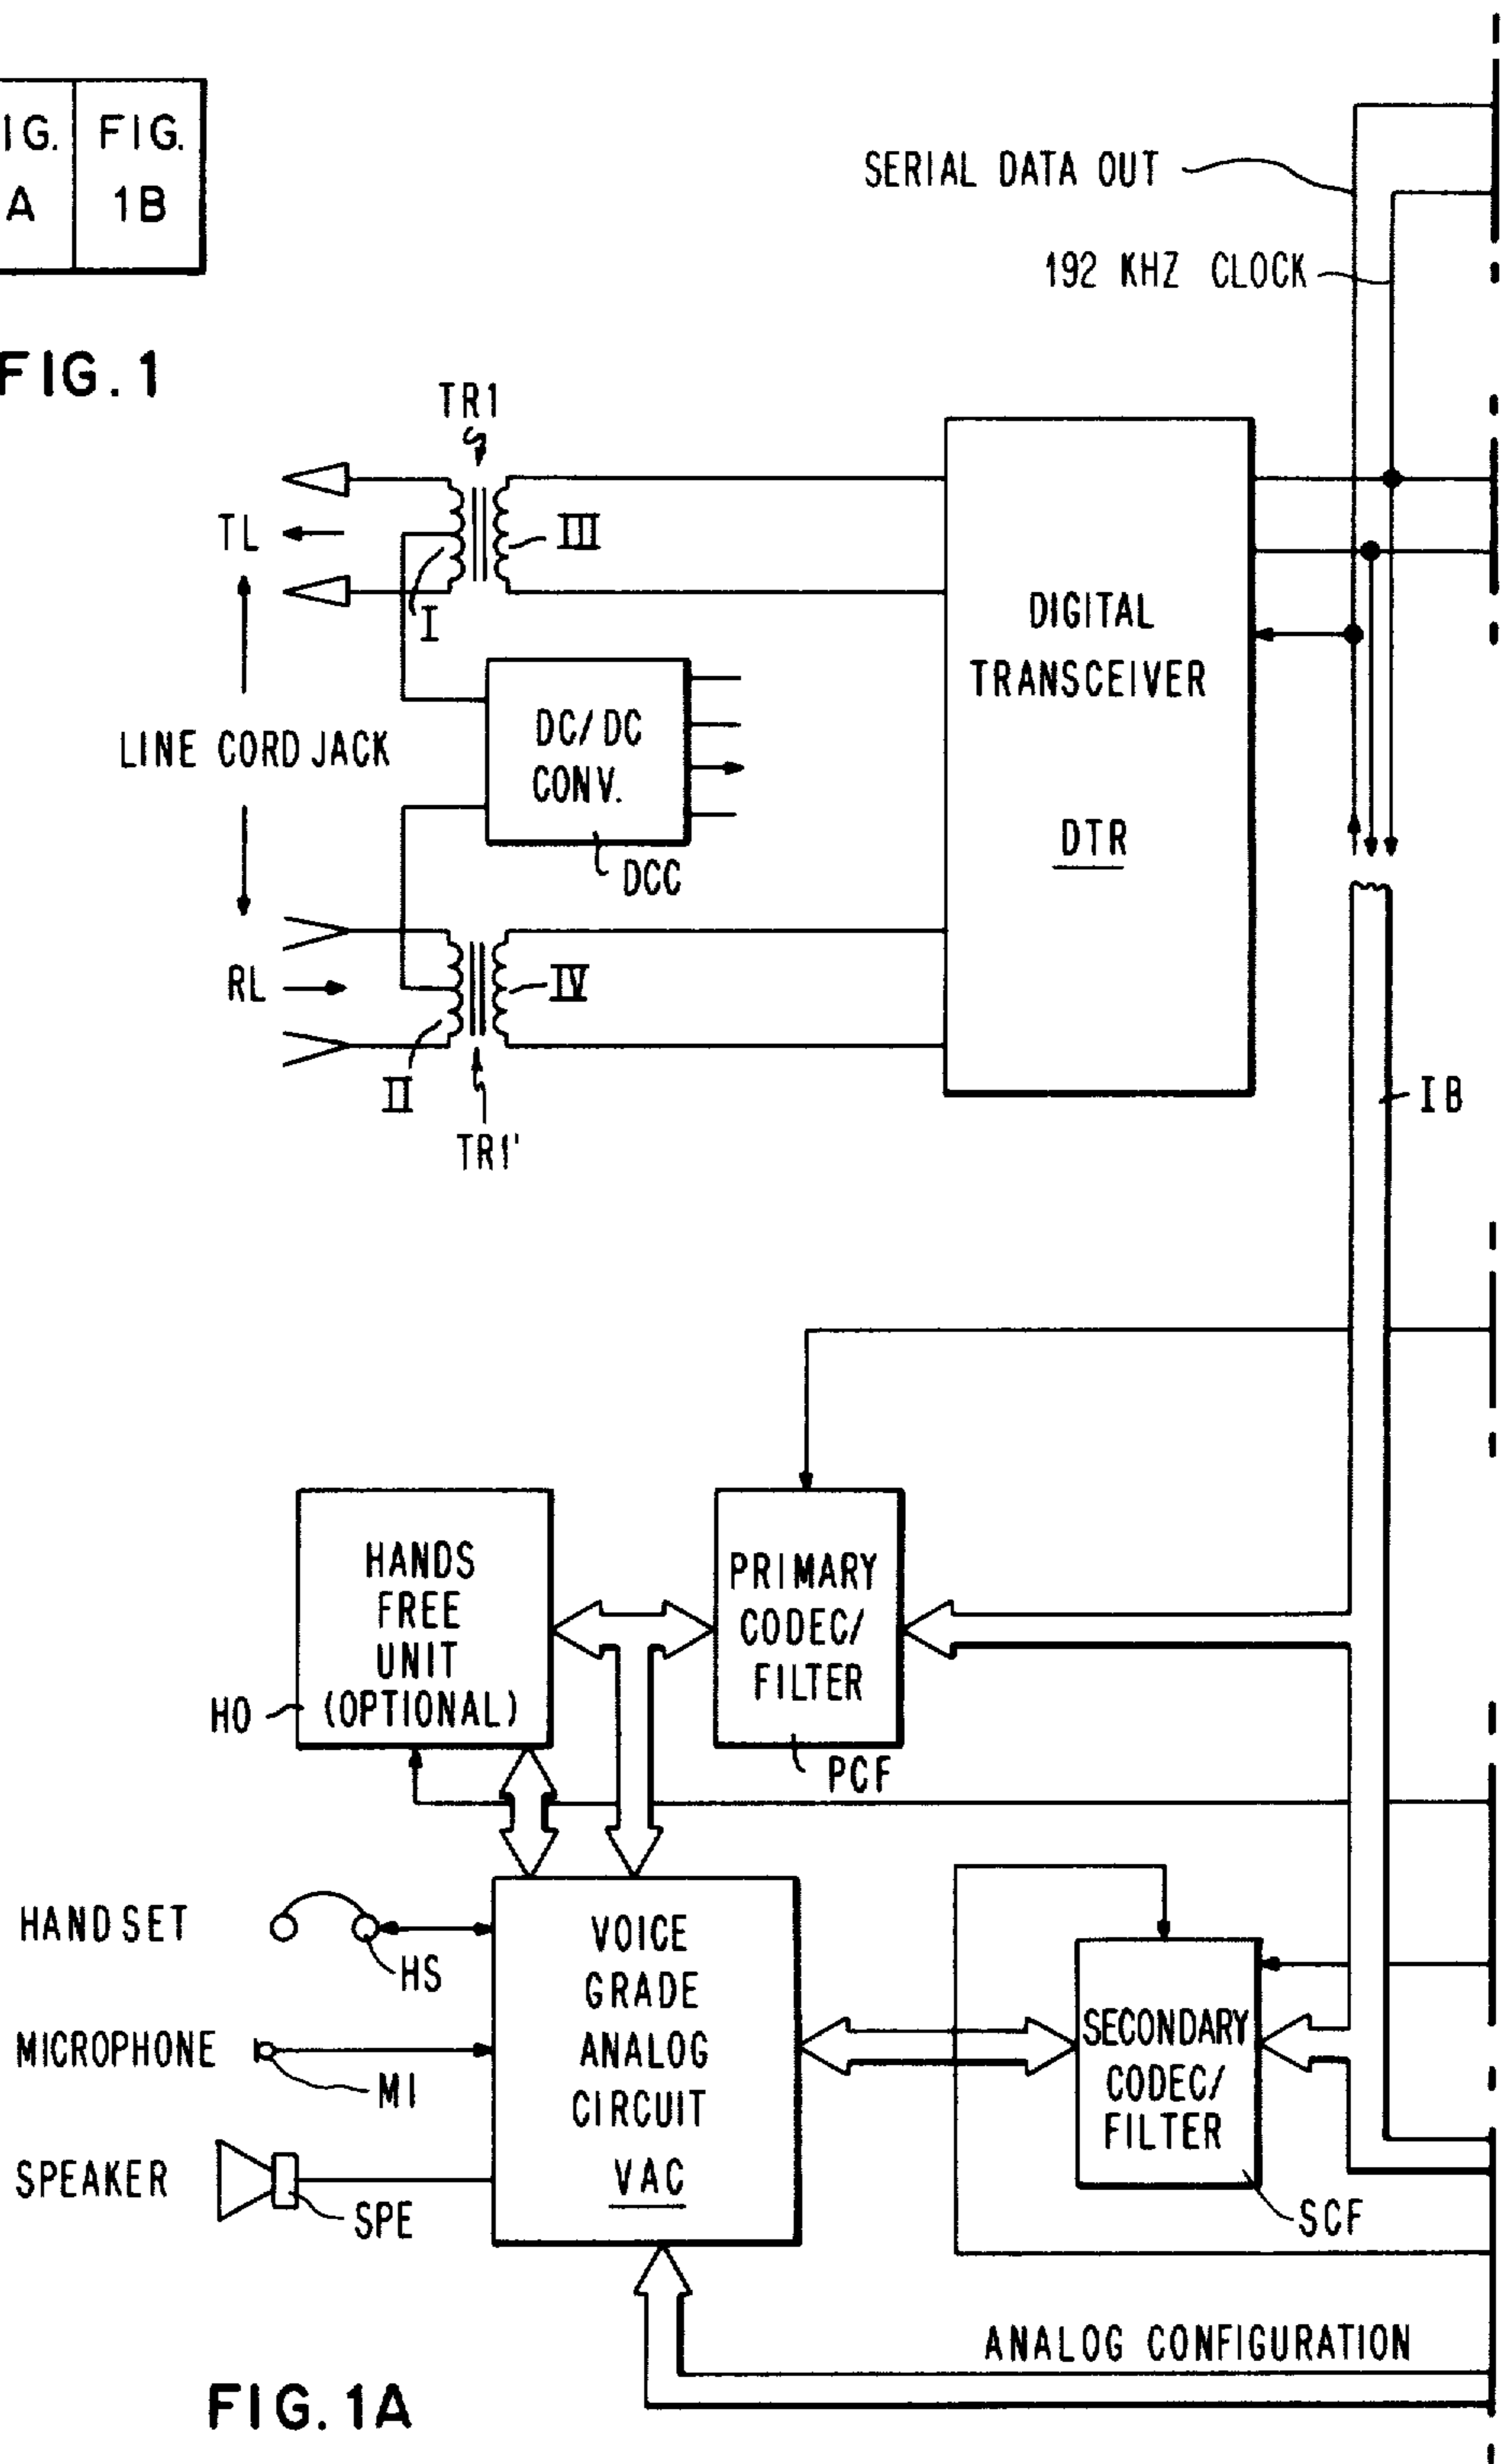 IG. FIG.
A 1B
FIG. 1
SERIAL DATA OUT
192 KHZ CLOCK
TR1
TL
III
I
DIGITAL
TRANSCEIVER
DTR
LINE CORD JACK
DC/DC
CONV.
DCC
RL
IV
II
TR1'
IB
HANDS
FREE
UNIT
(OPTIONAL)
HO
PRIMARY
CODEC/
FILTER
PCF
HANDSET
HS
MICROPHONE
MI
SPEAKER
SPE
VOICE
GRADE
ANALOG
CIRCUIT
VAC
SECONDARY
CODEC/
FILTER
SCF
ANALOG CONFIGURATION
FIG. 1A